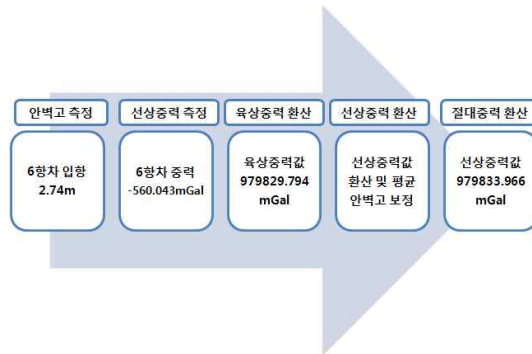 안벽고 측정
선상중력 측정
육상중력 환산
선상중력 환산
절대중력 환산
6항차 입항
2.74m
6항차 중력
-560.043mGal
육상중력값
979829.794
mGal
선상중력값
환산 및 평균
안벽고 보정
선상중력값
979833.966
mGal